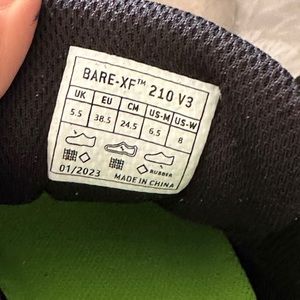 BARE-XF™ 210 V3
UK EU CM US-M US-W
5.5 38.5 24.5 6.5 8
RUBBER
01/2023 MADE IN CHINA